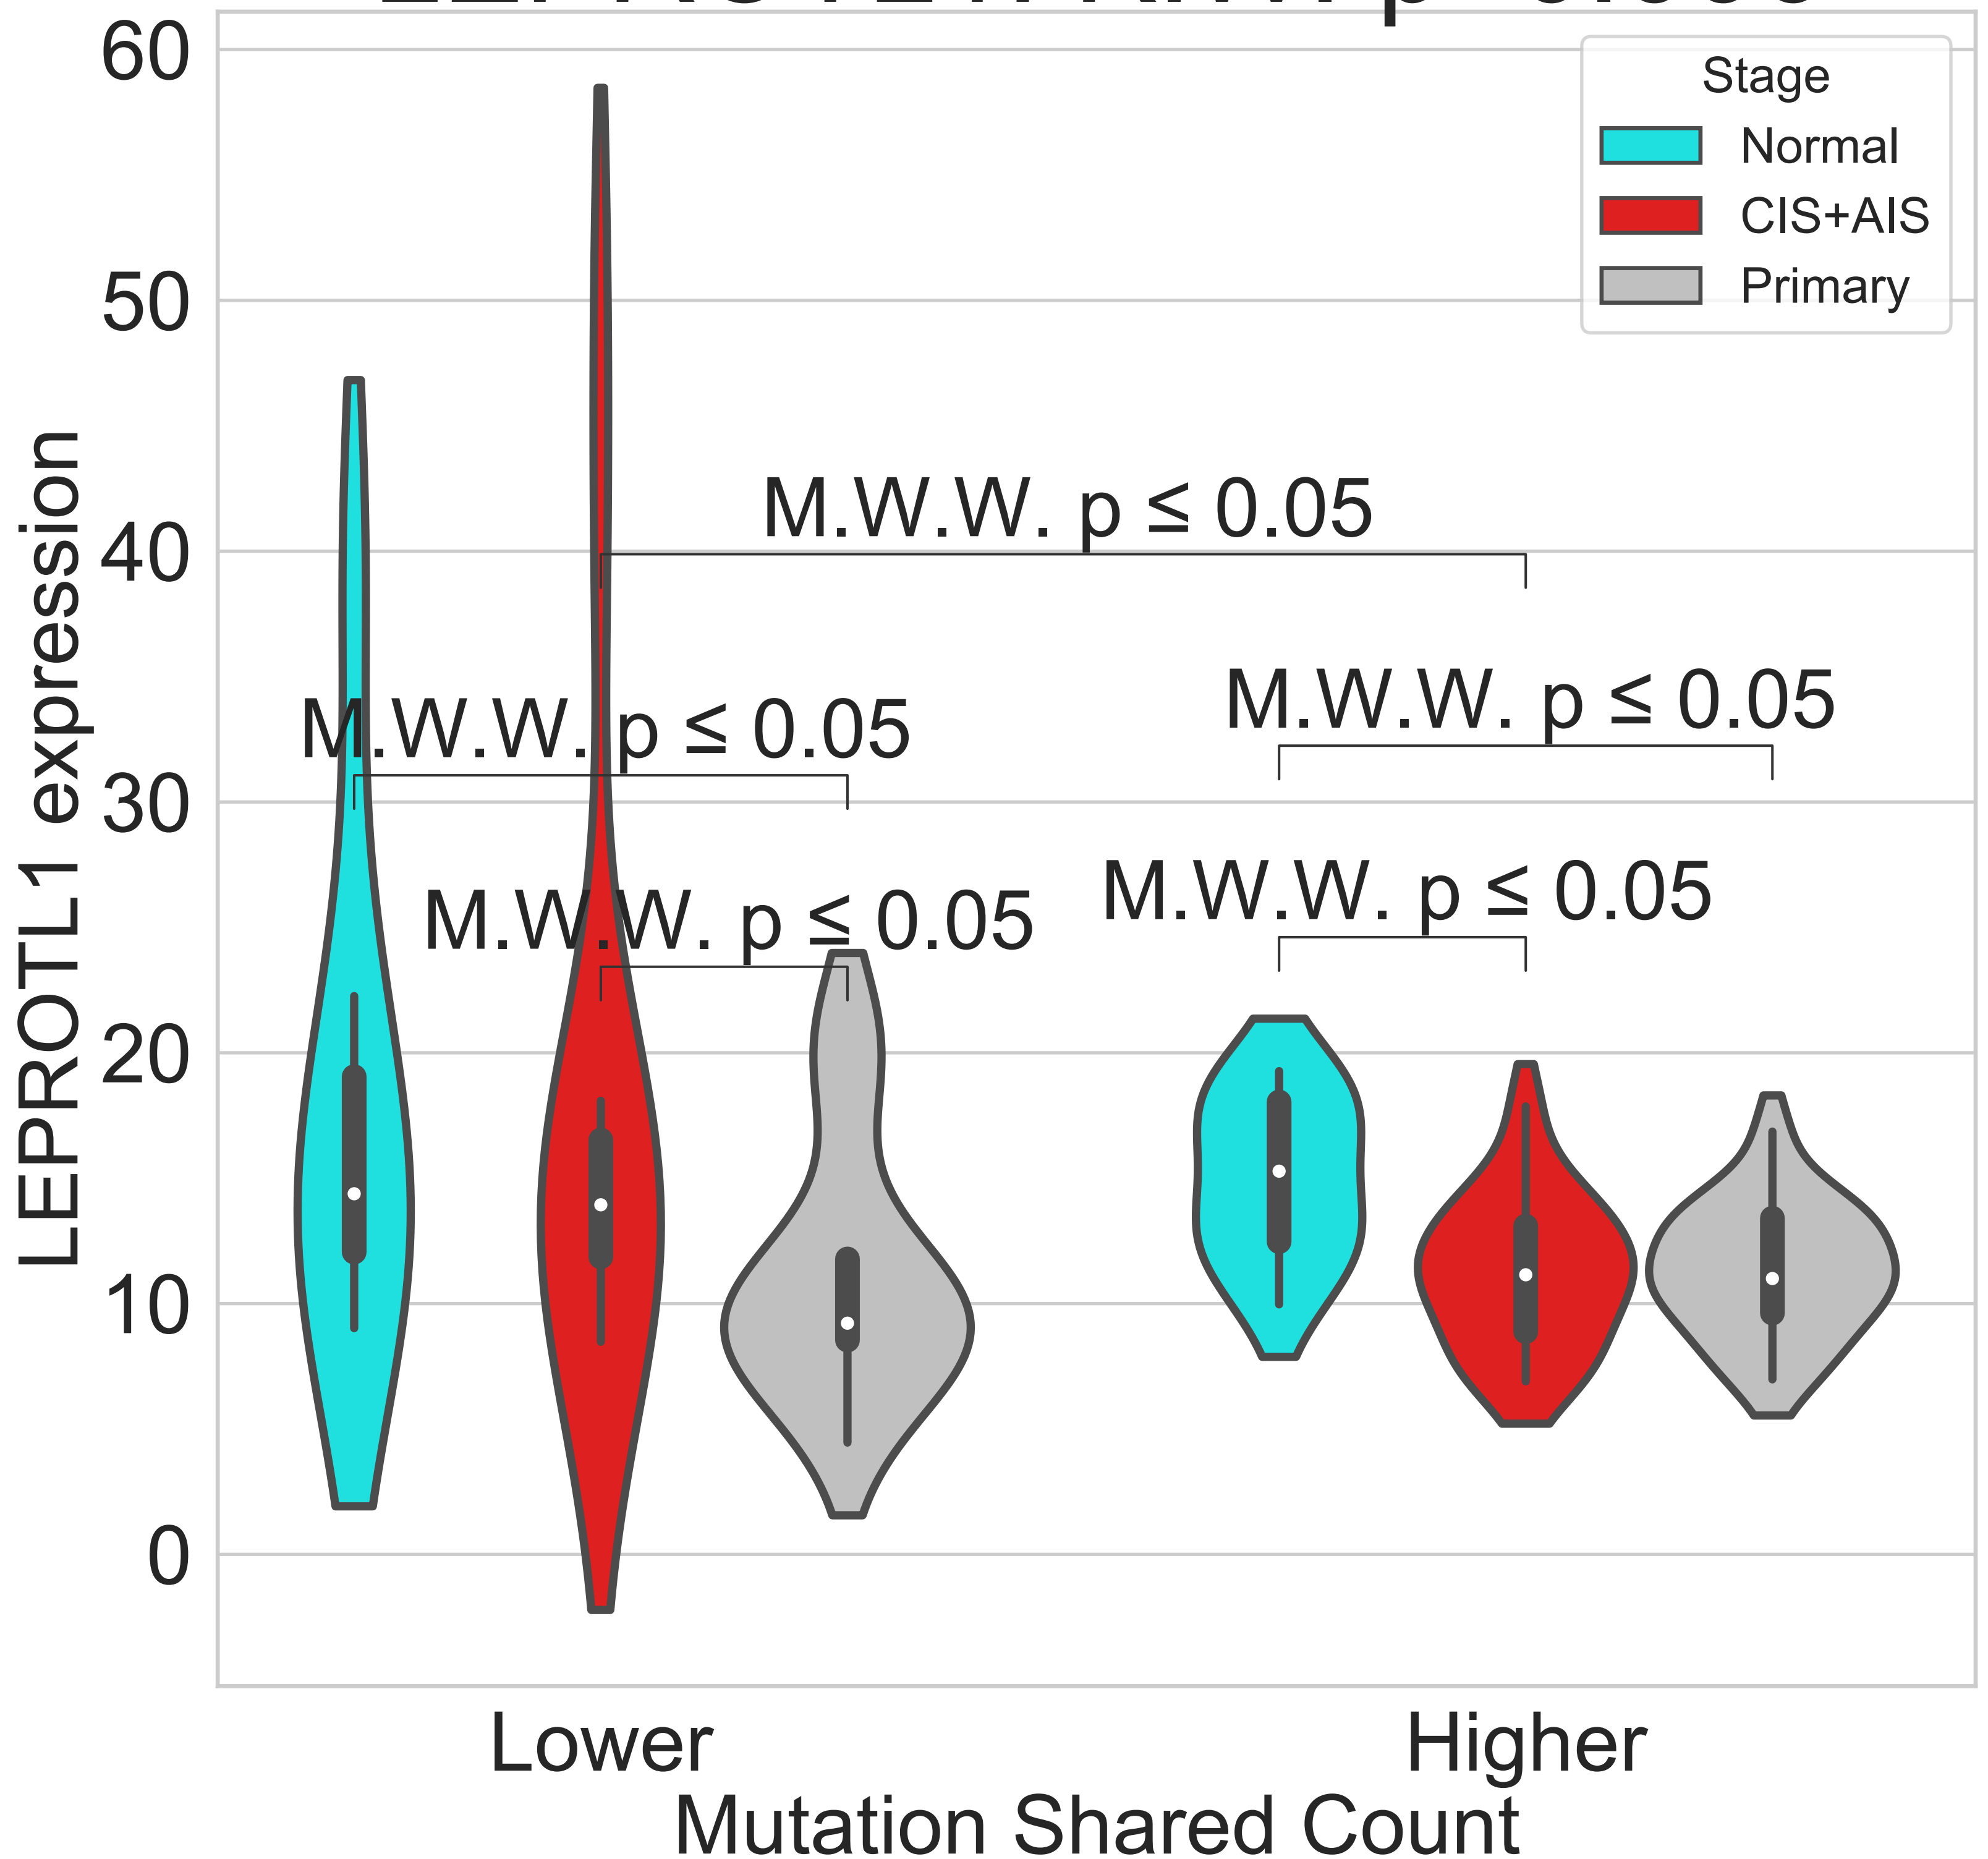 60
50
40
30
20
10
0
LEPROTL1 expression
Stage
Normal
CIS+AIS
Primary
M.W.W. p ≤ 0.05
M.W.W. p ≤ 0.05
M.W.W. p ≤ 0.05
M.W.W. p ≤ 0.05
M.W.W. p ≤ 0.05
Lower
Higher
Mutation Shared Count